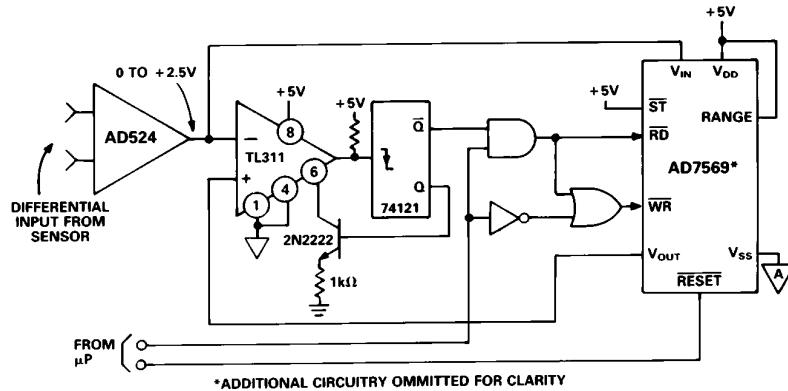 +5V
0 TO +2.5V
+5V
+5V
V_IN
V_DD
+5V
ST
RANGE
AD524
8
Q
RD
TL311
AD7569*
6
4
1
74121
Q
WR
DIFFERENTIAL
INPUT FROM
SENSOR
2N2222
V_OUT
V_SS
1kΩ
RESET
A
FROM
μP
*ADDITIONAL CIRCUITRY OMMITTED FOR CLARITY